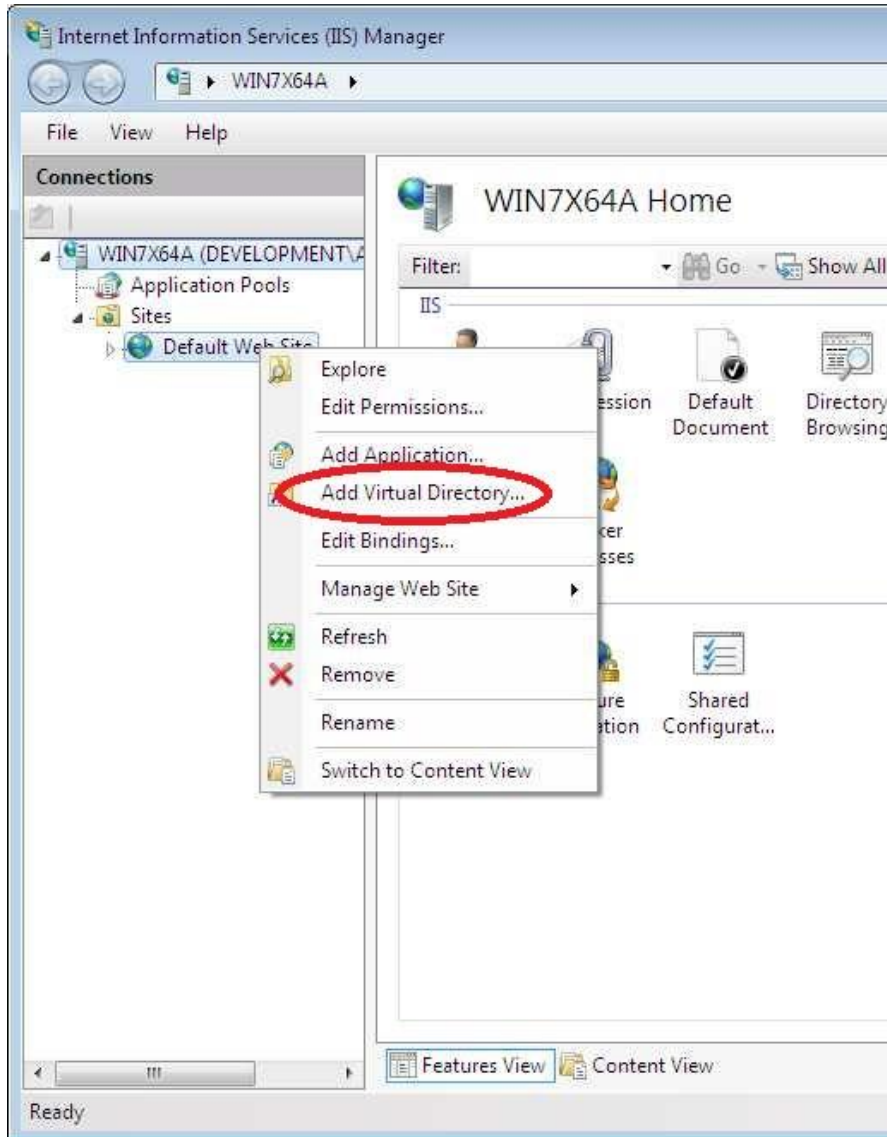 Internet Information Services (IIS) Manager
WIN7X64A
File View Help
Connections
WIN7X64A (DEVELOPMENT\A
Application Pools
Sites
Default Web Site
WIN7X64A Home
Filter: Go Show All
IIS
ession
Default Document
Directory Browsing
cer
sses
ure
ation
Shared Configurat...
Explore
Edit Permissions...
Add Application...
Add Virtual Directory...
Edit Bindings...
Manage Web Site
Refresh
Remove
Rename
Switch to Content View
Features View Content View
Ready